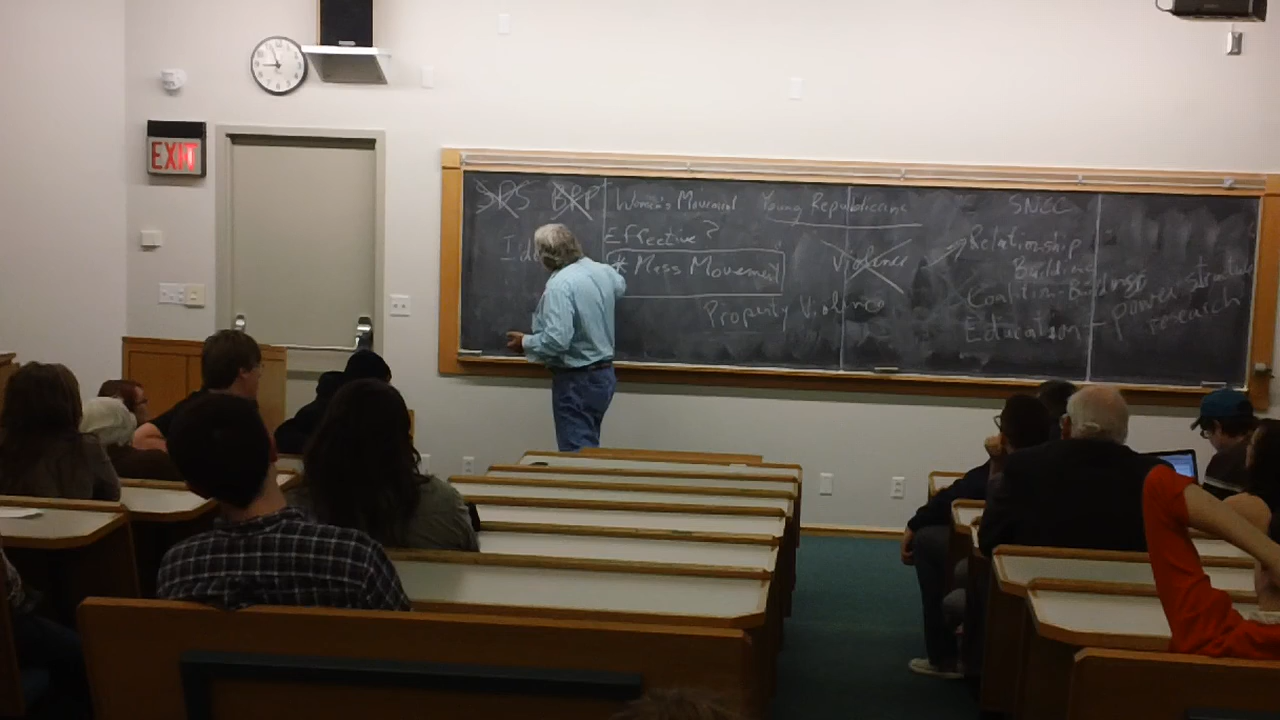 EXIT
SDS BPP Women's Movement Young Republicans SNCC
Effective?
* Mass Movement
Violence
Relationship
Building
Property Violence
Coalition-Building
Education - power structure
research